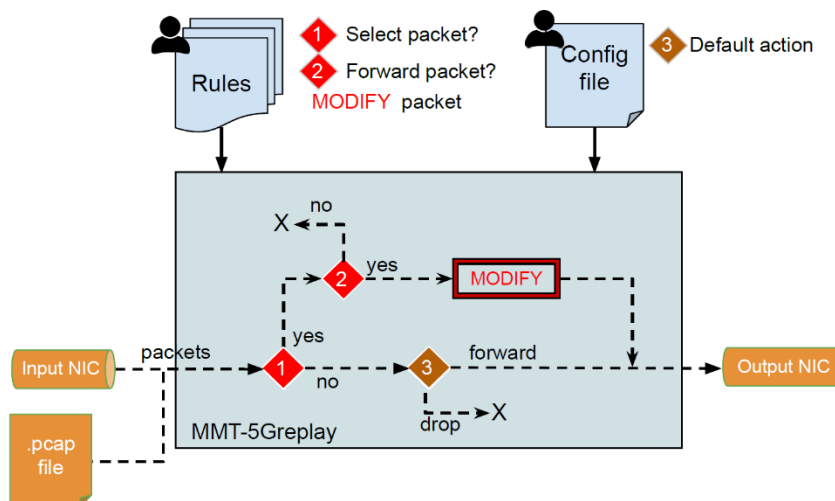 1 Select packet?
2 Forward packet?
MODIFY packet
Rules
Config
file
3 Default action
no
X
2
yes
MODIFY
yes
packets
forward
Input NIC
1
no
3
Output NIC
drop
X
MMT-5Greplay
.pcap
file